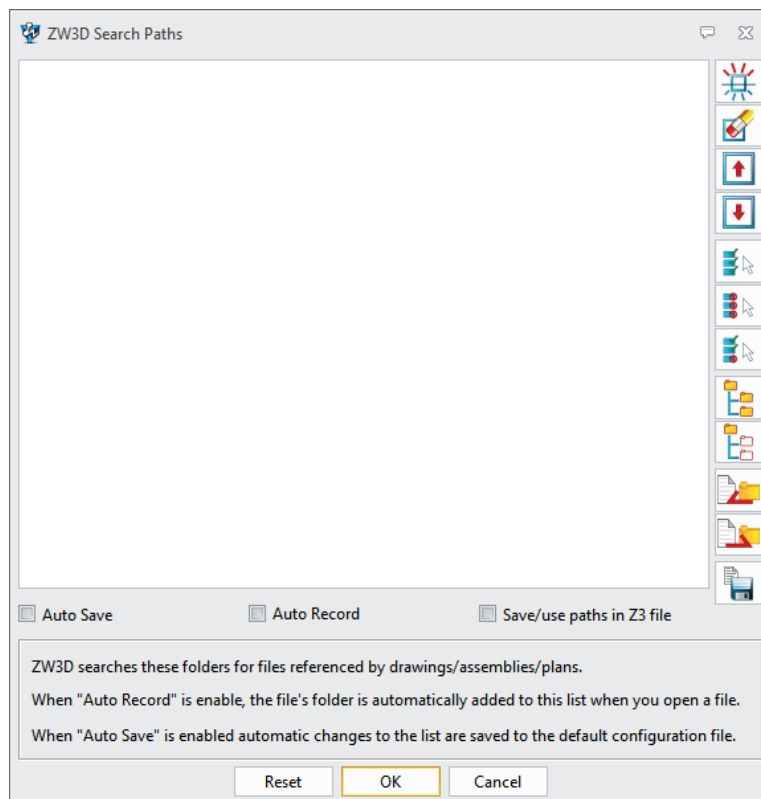 ZW3D Search Paths
Auto Save
Auto Record
Save/use paths in Z3 file
ZW3D searches these folders for files referenced by drawings/assemblies/plans.
When "Auto Record" is enable, the file's folder is automatically added to this list when you open a file.
When "Auto Save" is enabled automatic changes to the list are saved to the default configuration file.
Reset
OK
Cancel